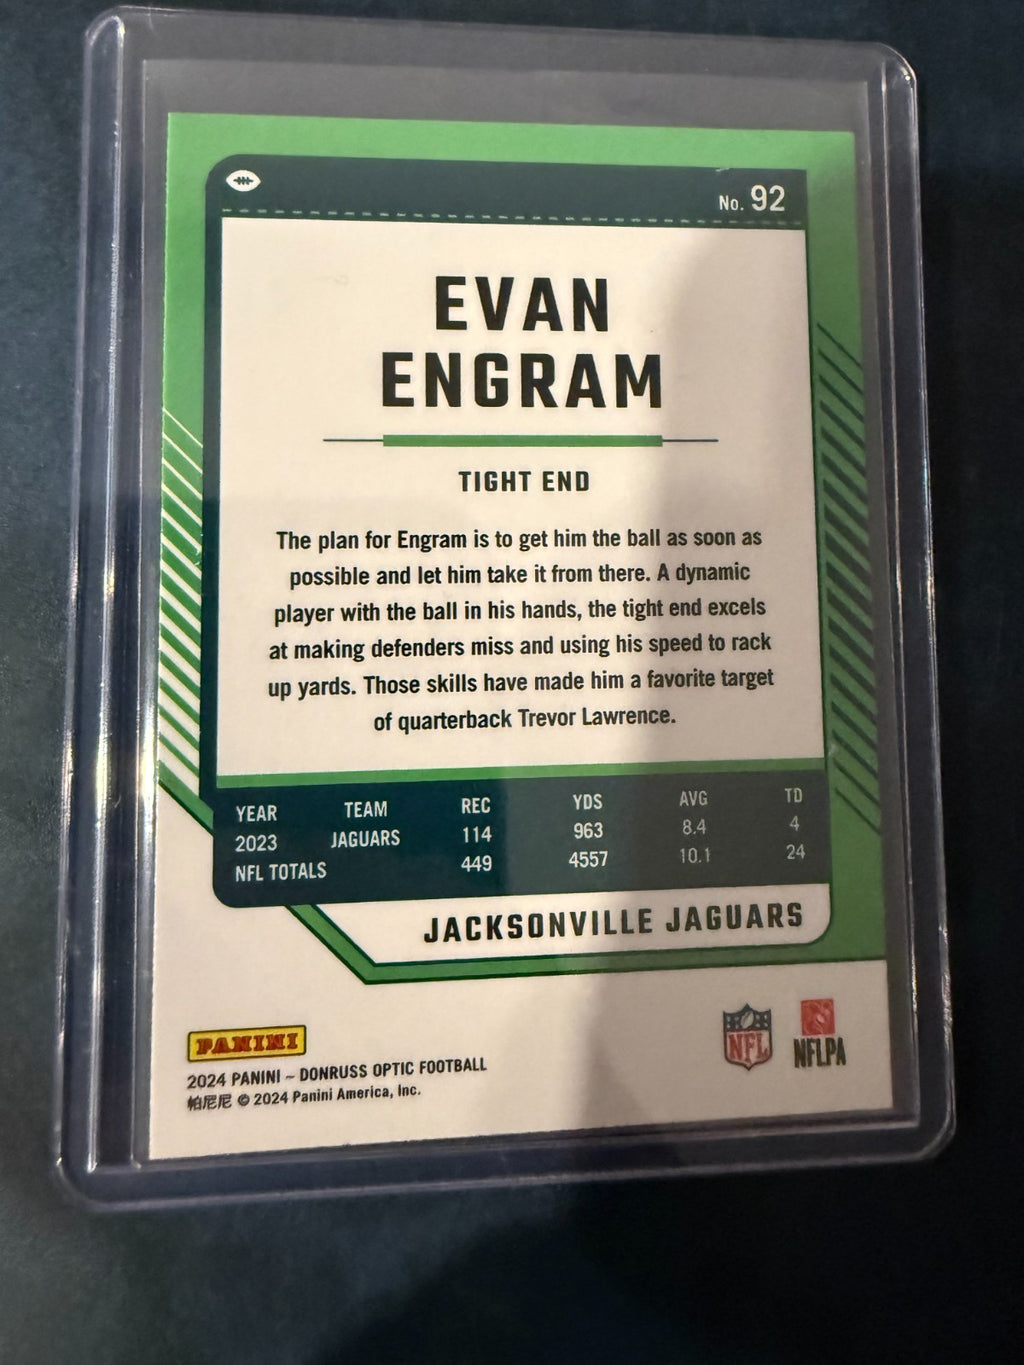 No. 92
EVAN
ENGRAM
TIGHT END
The plan for Engram is to get him the ball as soon as
possible and let him take it from there. A dynamic
player with the ball in his hands, the tight end excels
at making defenders miss and using his speed to rack
up yards. Those skills have made him a favorite target
of quarterback Trevor Lawrence.
YEAR TEAM REC YDS AVG TD
2023 JAGUARS 114 963 8.4 4
NFL TOTALS 449 4557 10.1 24
JACKSONVILLE JAGUARS
PANINI
2024 PANINI – DONRUSS OPTIC FOOTBALL
帕尼尼 © 2024 Panini America, Inc.
NFL
NFLPA